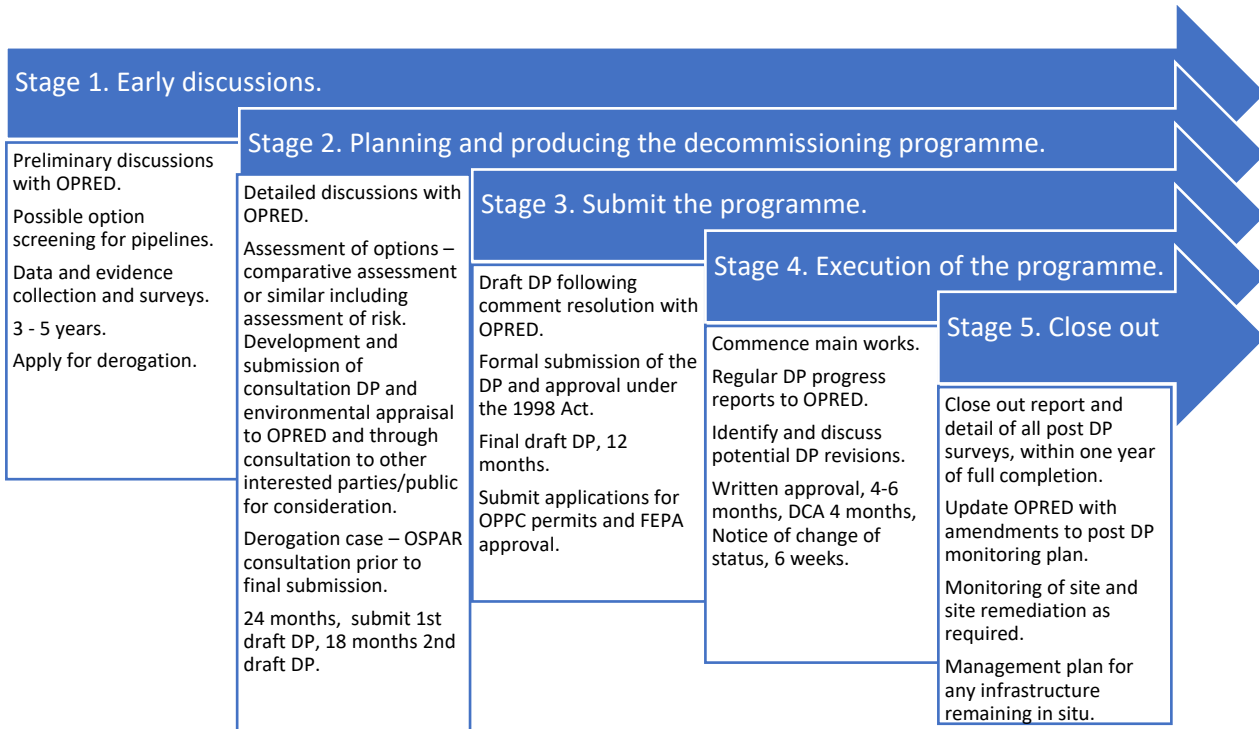 Stage 1. Early discussions.
Preliminary discussions
with OPRED.
Possible option
screening for pipelines.
Data and evidence
collection and surveys.
3 - 5 years.
Apply for derogation.
Stage 2. Planning and producing the decommissioning programme.
Detailed discussions with
OPRED.
Assessment of options –
comparative assessment
or similar including
assessment of risk.
Development and
submission of
consultation DP and
environmental appraisal
to OPRED and through
consultation to other
interested parties/public
for consideration.
Derogation case – OSPAR
consultation prior to
final submission.
24 months,  submit 1st
draft DP, 18 months 2nd
draft DP.
Stage 3. Submit the programme.
Draft DP following
comment resolution with
OPRED.
Formal submission of the
DP and approval under
the 1998 Act.
Final draft DP, 12
months.
Submit applications for
OPPC permits and FEPA
approval.
Stage 4. Execution of the programme.
Commence main works.
Regular DP progress
reports to OPRED.
Identify and discuss
potential DP revisions.
Written approval, 4-6
months, DCA 4 months,
Notice of change of
status, 6 weeks.
Stage 5. Close out
Close out report and
detail of all post DP
surveys, within one year
of full completion.
Update OPRED with
amendments to post DP
monitoring plan.
Monitoring of site and
site remediation as
required.
Management plan for
any infrastructure
remaining in situ.